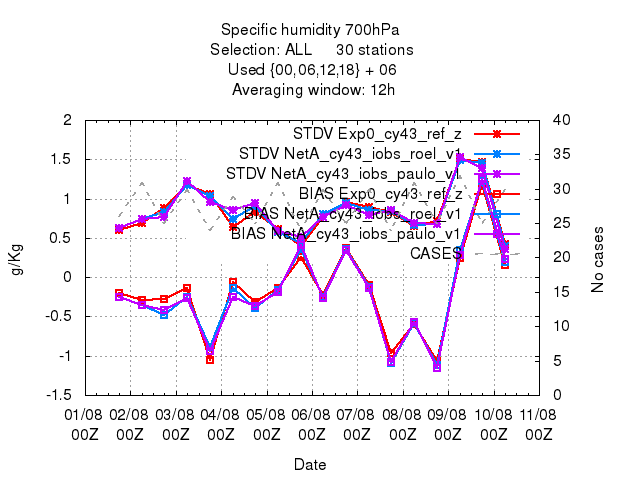 Specific humidity 700hPa
Selection: ALL 30 stations
Used {00,06,12,18} + 06
Averaging window: 12h
STDV Exp0_cy43_ref_z
STDV NetA_cy43_iobs_roel_v1
STDV NetA_cy43_iobs_paulo_v1
BIAS Exp0_cy43_ref_z
BIAS NetA_cy43_iobs_roel_v1
BIAS NetA_cy43_iobs_paulo_v1
CASES
g/Kg
2
1.5
1
0.5
0
-0.5
-1
-1.5
No cases
40
35
30
25
20
15
10
5
0
01/08 02/08 03/08 04/08 05/08 06/08 07/08 08/08 09/08 10/08 11/08
00Z 00Z 00Z 00Z 00Z 00Z 00Z 00Z 00Z 00Z 00Z
Date